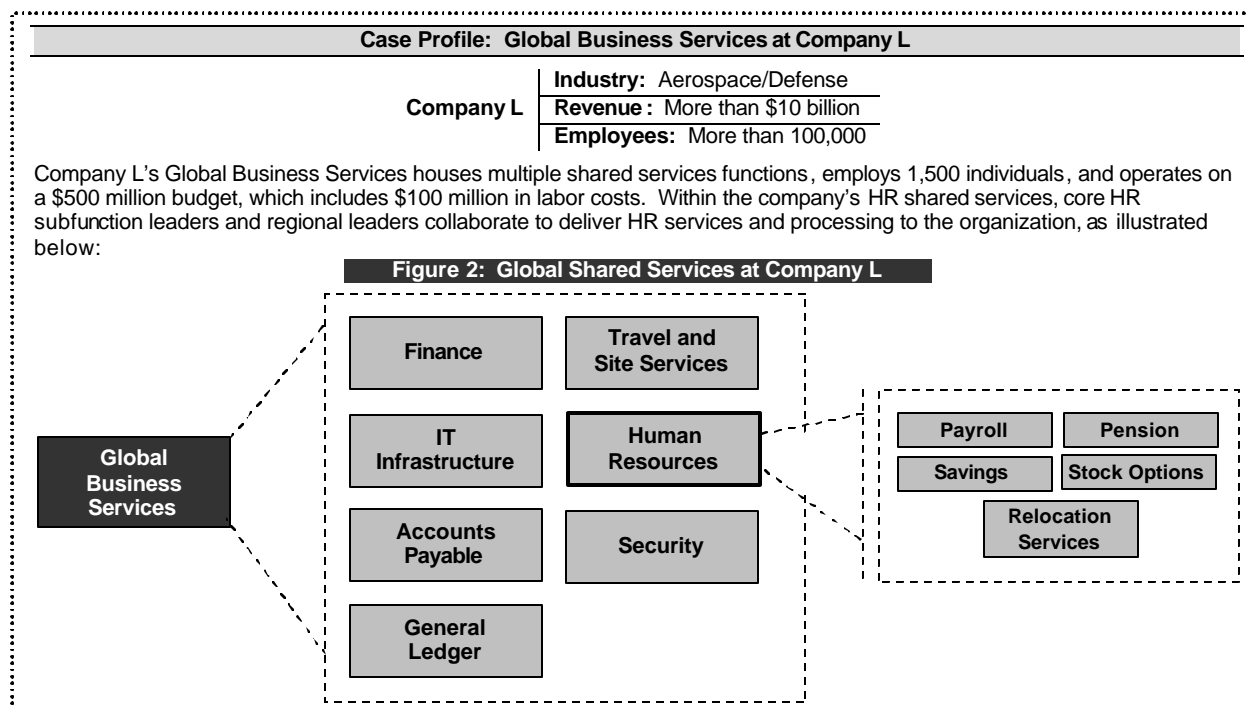 Case Profile: Global Business Services at Company L
Company L
Industry: Aerospace/Defense
Revenue: More than $10 billion
Employees: More than 100,000
Company L's Global Business Services houses multiple shared services functions, employs 1,500 individuals, and operates on
a $500 million budget, which includes $100 million in labor costs. Within the company's HR shared services, core HR
subfunction leaders and regional leaders collaborate to deliver HR services and processing to the organization, as illustrated
below:
Figure 2: Global Shared Services at Company L
Global
Business
Services
Finance
Travel and
Site Services
IT
Infrastructure
Human
Resources
Accounts
Payable
Security
General
Ledger
Payroll
Pension
Savings
Stock Options
Relocation
Services